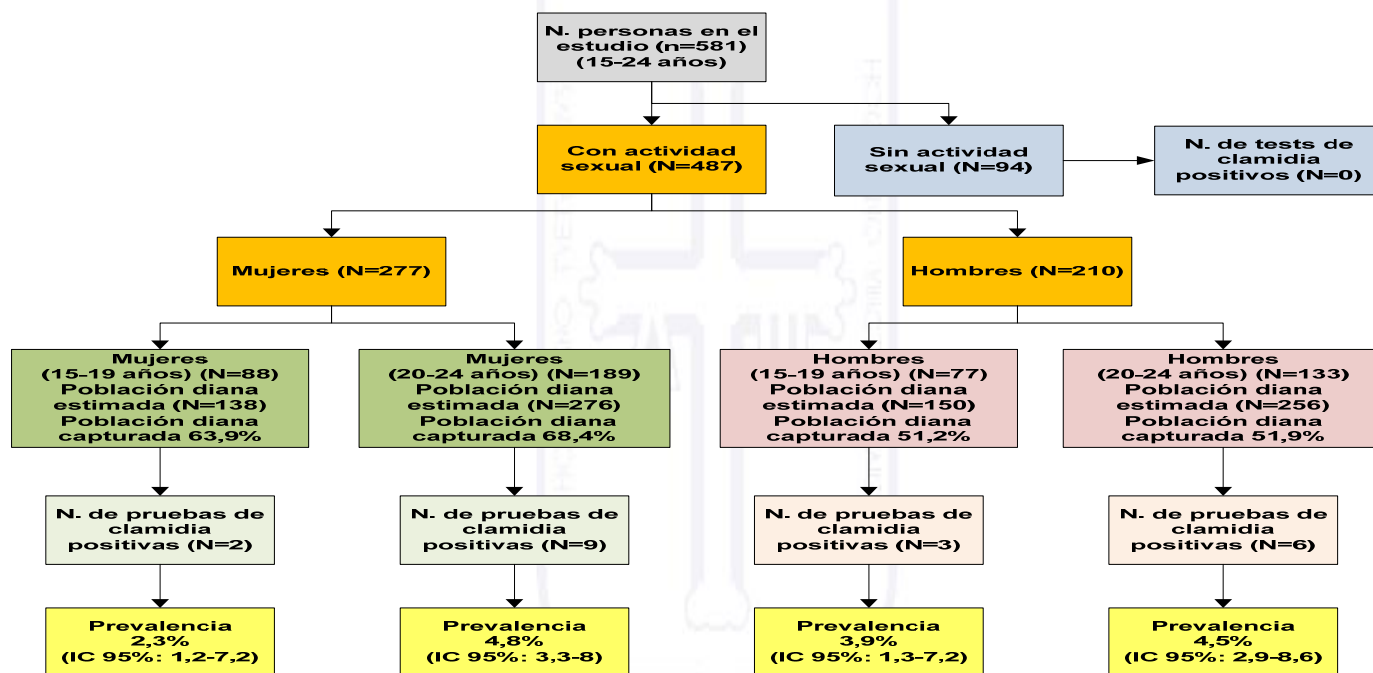 N. personas en el
estudio (n=581)
(15-24 años)
Con actividad
sexual (N=487)
Sin actividad
sexual (N=94)
N. de tests de
clamidia
positivos (N=0)
Mujeres (N=277)
Hombres (N=210)
Mujeres
(15-19 años) (N=88)
Población diana
estimada (N=138)
Población diana
capturada 63,9%
Mujeres
(20-24 años) (N=189)
Población diana
estimada (N=276)
Población diana
capturada 68,4%
Hombres
(15-19 años) (N=77)
Población diana
estimada (N=150)
Población diana
capturada 51,2%
Hombres
(20-24 años) (N=133)
Población diana
estimada (N=256)
Población diana
capturada 51,9%
N. de pruebas de
clamidia
positivas (N=2)
N. de pruebas de
clamidia
positivas (N=9)
N. de pruebas de
clamidia
positivas (N=3)
N. de pruebas de
clamidia
positivas (N=6)
Prevalencia
2,3%
(IC 95%: 1,2-7,2)
Prevalencia
4,8%
(IC 95%: 3,3-8)
Prevalencia
3,9%
(IC 95%: 1,3-7,2)
Prevalencia
4,5%
(IC 95%: 2,9-8,6)